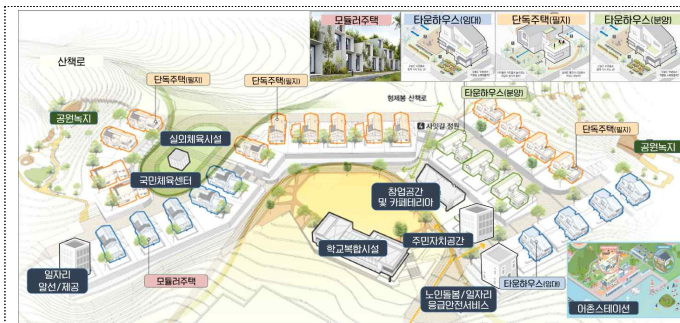 모듈러주택
타운하우스(임대)
단독주택(필지)
타운하우스(분양)
산책로
단독주택(필지)
단독주택(필지)
형제봉 산책로
타운하우스(분양)
공원녹지
실외체육시설
사잇길 정원
단독주택(필지)
공원녹지
국민체육센터
창업공간
및 카페테리아
학교복합시설
주민자치공간
일자리
알선/제공
모듈러주택
노인돌봄/일자리
응급안전서비스
타운하우스(임대)
어촌스테이션